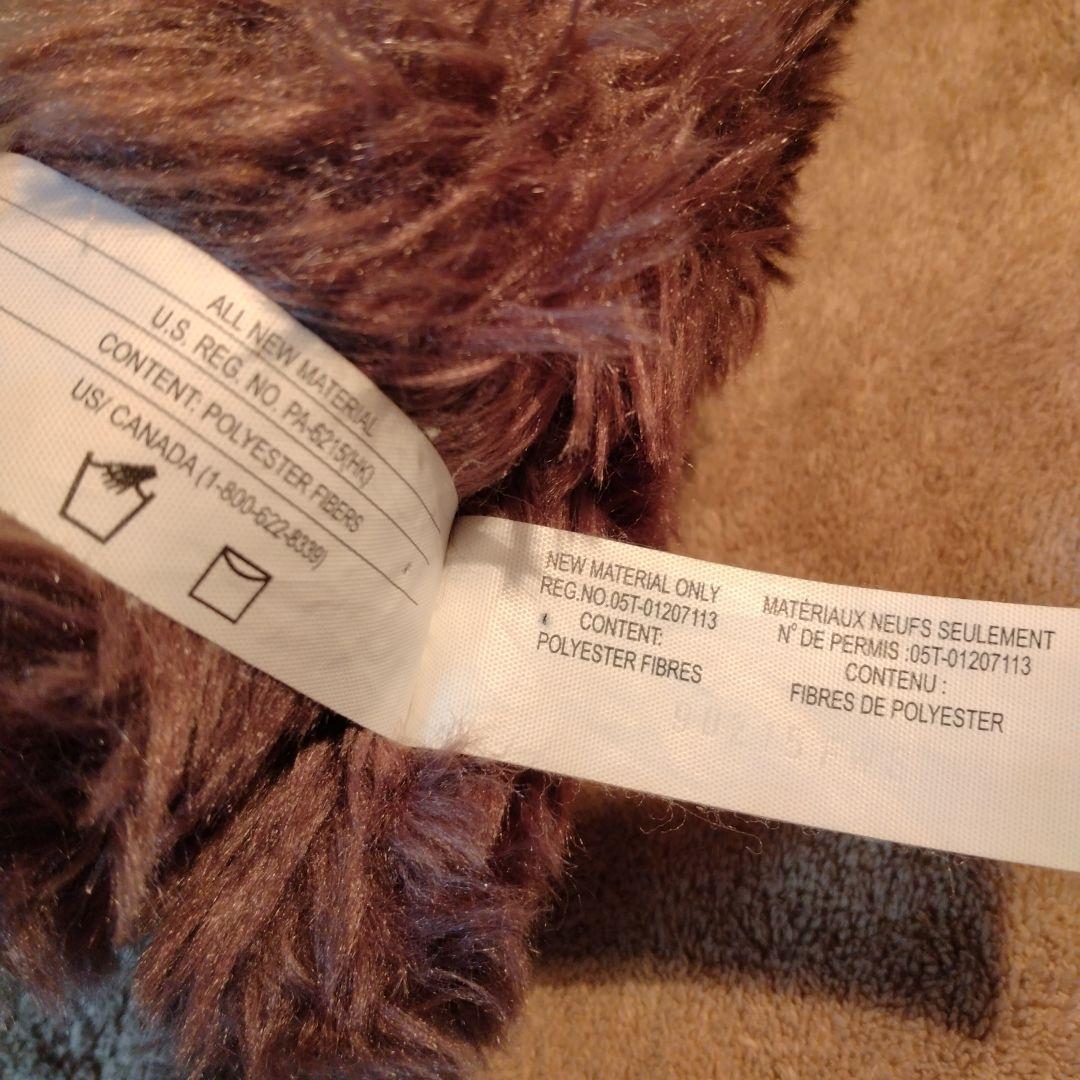 ALL NEW MATERIAL
U.S. REG. NO. PA-6215(HK)
CONTENT: POLYESTER FIBERS
US/ CANADA (1-800-622-8339)
NEW MATERIAL ONLY
REG.NO.05T-01207113
CONTENT:
POLYESTER FIBRES
MATÉRIAUX NEUFS SEULEMENT
N° DE PERMIS :05T-01207113
CONTENU :
FIBRES DE POLYESTER